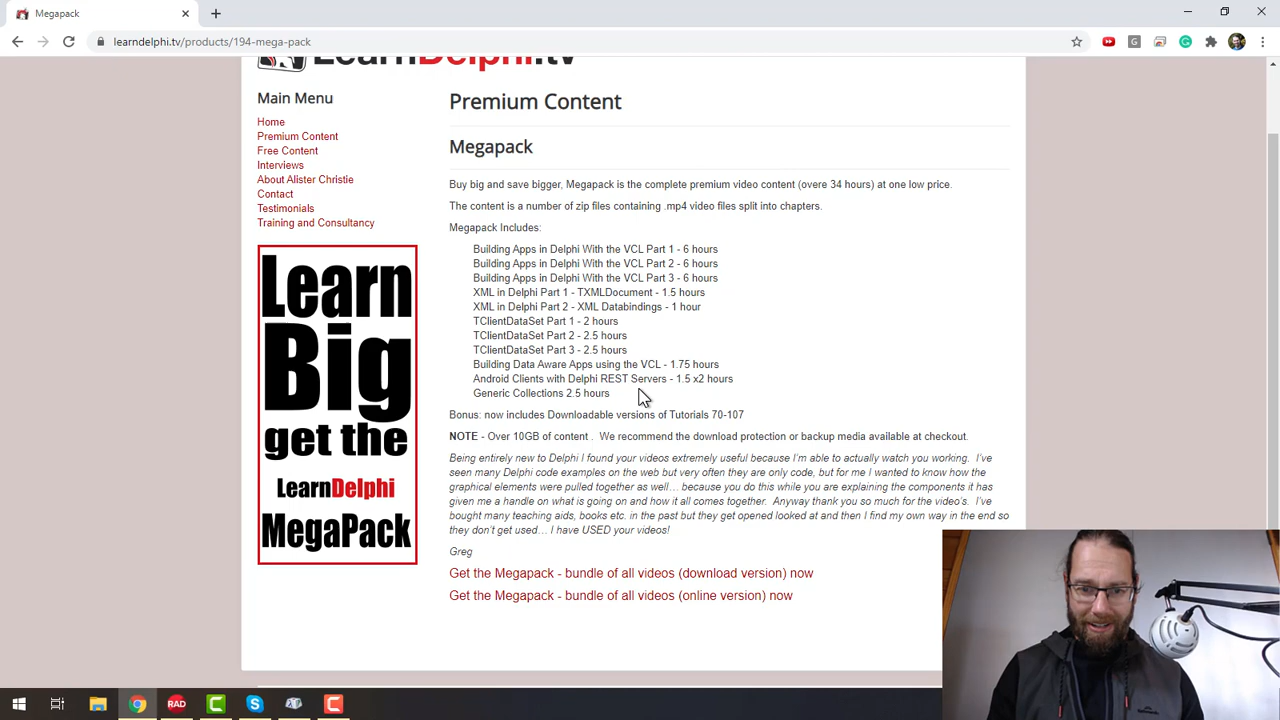 Megapack
learndelphi.tv/products/194-mega-pack
LearnDelphi.tv
Main Menu
Home
Premium Content
Free Content
Interviews
About Alister Christie
Contact
Testimonials
Training and Consultancy
Learn
Big
get the
LearnDelphi
MegaPack
Premium Content
Megapack
Buy big and save bigger, Megapack is the complete premium video content (overe 34 hours) at one low price.
The content is a number of zip files containing .mp4 video files split into chapters.
Megapack Includes:
Building Apps in Delphi With the VCL Part 1 - 6 hours
Building Apps in Delphi With the VCL Part 2 - 6 hours
Building Apps in Delphi With the VCL Part 3 - 6 hours
XML in Delphi Part 1 - TXMLDocument - 1.5 hours
XML in Delphi Part 2 - XML Databindings - 1 hour
TClientDataSet Part 1 - 2 hours
TClientDataSet Part 2 - 2.5 hours
TClientDataSet Part 3 - 2.5 hours
Building Data Aware Apps using the VCL - 1.75 hours
Android Clients with Delphi REST Servers - 1.5 x2 hours
Generic Collections 2.5 hours
Bonus: now includes Downloadable versions of Tutorials 70-107
NOTE - Over 10GB of content . We recommend the download protection or backup media available at checkout.
Being entirely new to Delphi I found your videos extremely useful because I'm able to actually watch you working. I've
seen many Delphi code examples on the web but very often they are only code, but for me I wanted to know how the
graphical elements were pulled together as well... because you do this while you are explaining the components it has
given me a handle on what is going on and how it all comes together. Anyway thank you so much for the video's. I've
bought many teaching aids, books etc. in the past but they get opened looked at and then I find my own way in the end so
they don't get used... I have USED your videos!
Greg
Get the Megapack - bundle of all videos (download version) now
Get the Megapack - bundle of all videos (online version) now
RAD